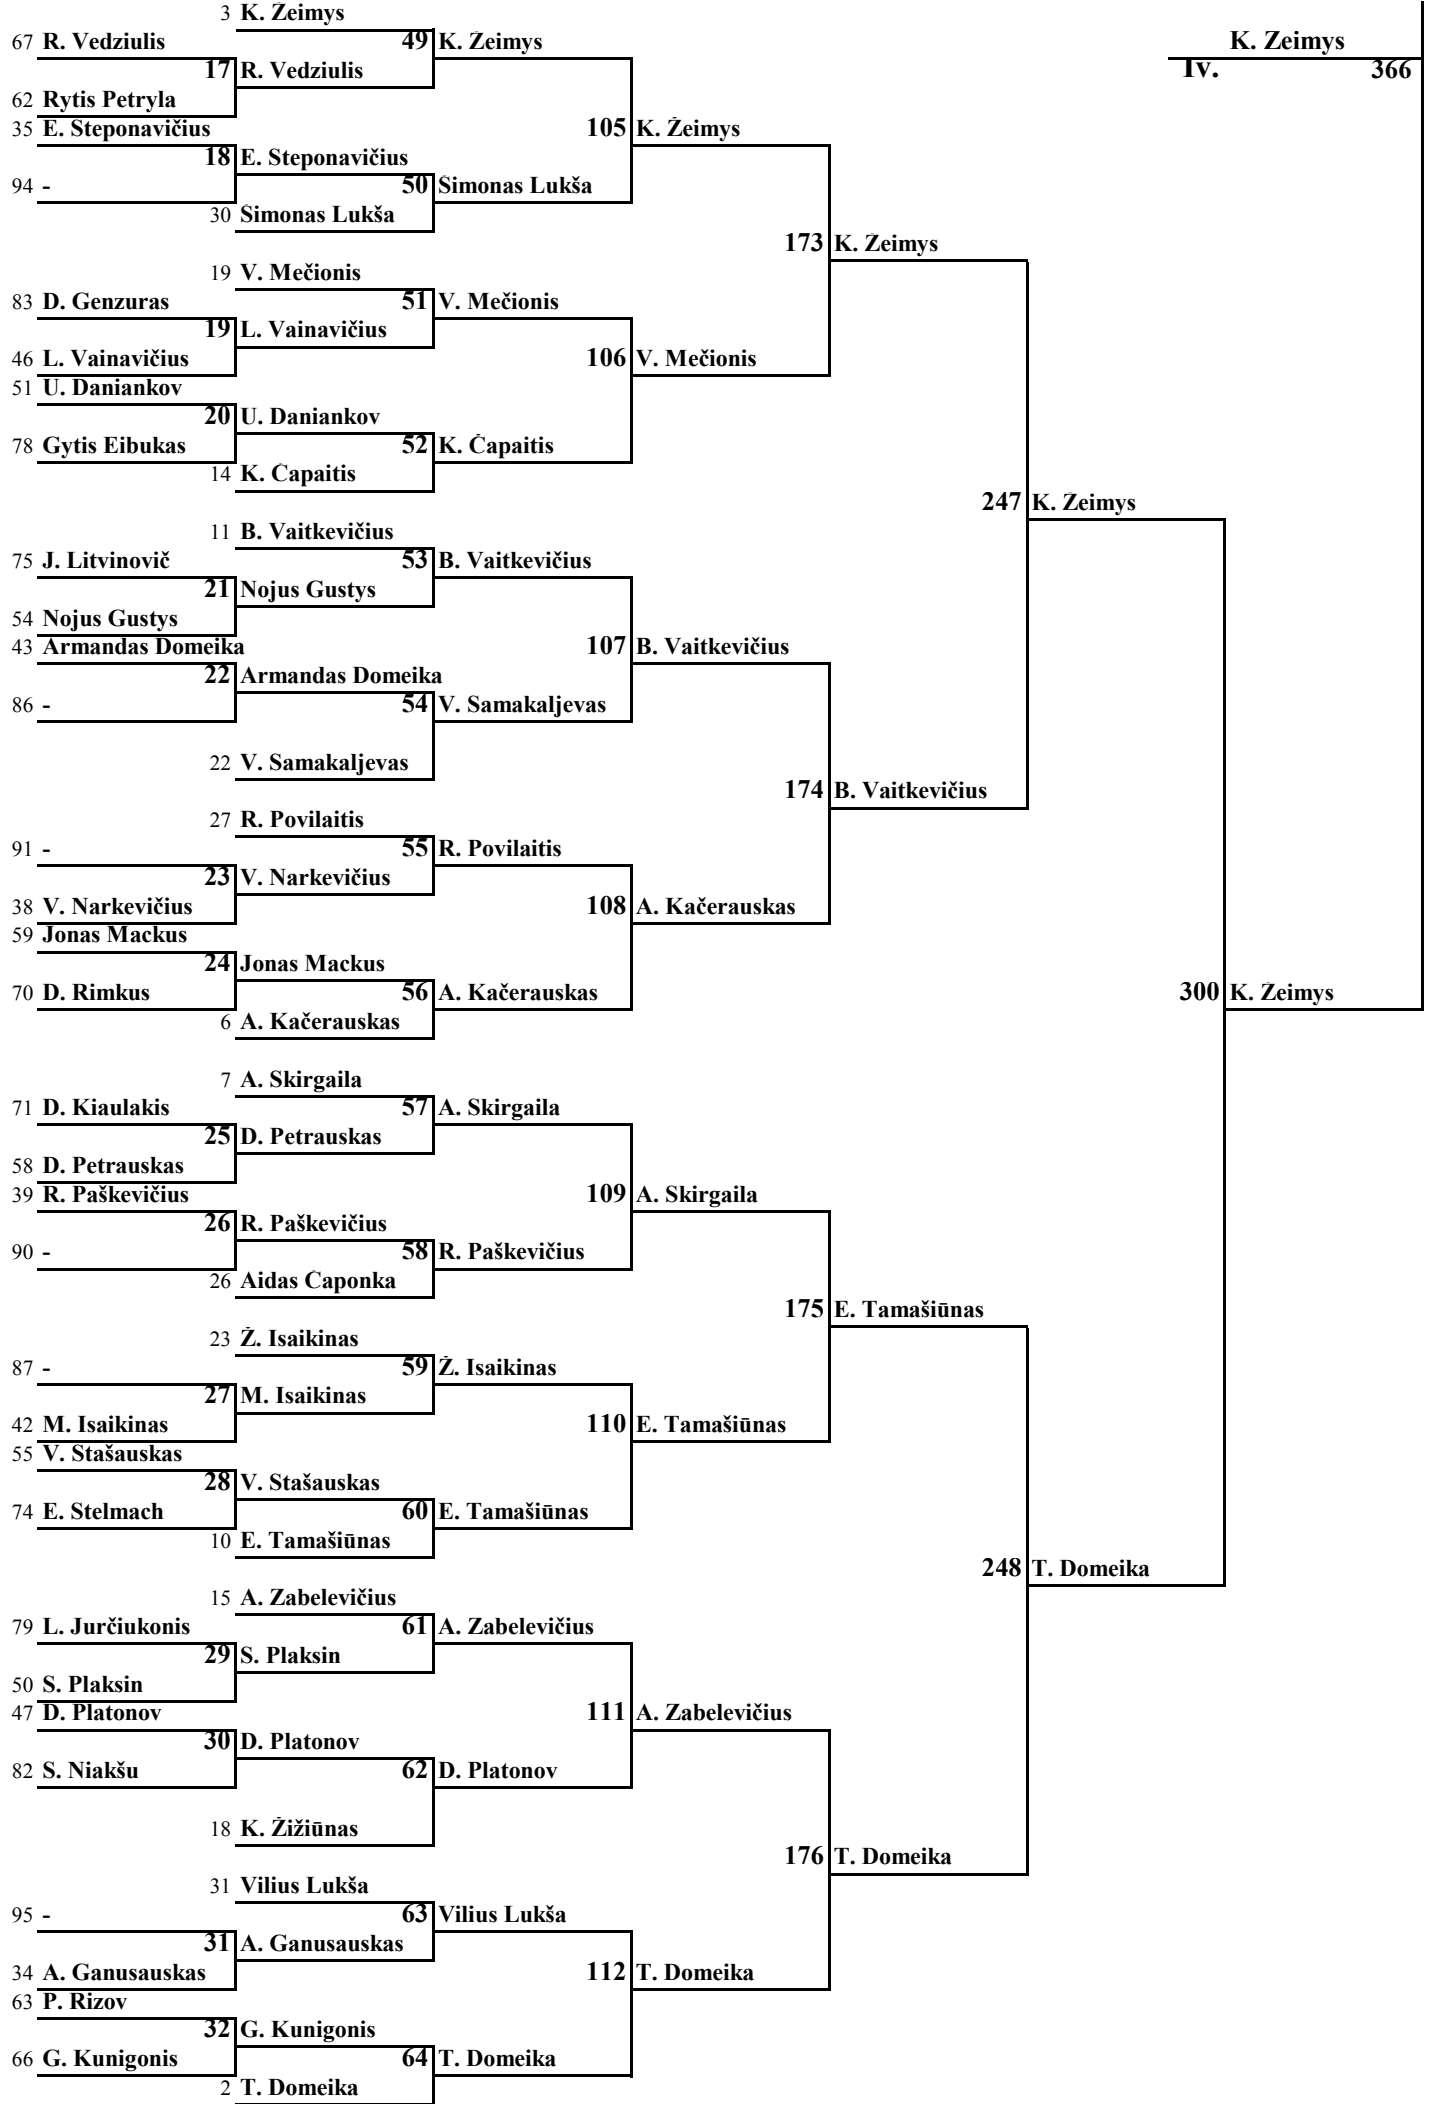 3 K. Žeimys
67 R. Vedziulis 49 K. Žeimys K. Žeimys
17 R. Vedziulis Iv. 366
62 Rytis Petryla
35 E. Steponavičius 105 K. Žeimys
18 E. Steponavičius
94 - 50 Simonas Lukša
30 Simonas Lukša
173 K. Žeimys
19 V. Mečionis
83 D. Genzuras 51 V. Mečionis
19 L. Vainavičius
46 L. Vainavičius 106 V. Mečionis
51 U. Daniankov
20 U. Daniankov
78 Gytis Eibukas 52 K. Čapaitis
14 K. Čapaitis
247 K. Žeimys
11 B. Vaitkevičius
75 J. Litvinovič 53 B. Vaitkevičius
21 Nojus Gustys
54 Nojus Gustys
43 Armandas Domeika 107 B. Vaitkevičius
22 Armandas Domeika
86 - 54 V. Samakaljevas
22 V. Samakaljevas
174 B. Vaitkevičius
27 R. Povilaitis
91 - 55 R. Povilaitis
23 V. Narkevičius
38 V. Narkevičius 108 A. Kačerauskas
59 Jonas Mackus
24 Jonas Mackus
70 D. Rimkus 56 A. Kačerauskas 300 K. Žeimys
6 A. Kačerauskas
7 A. Skirgaila
71 D. Kiaulakis 57 A. Skirgaila
25 D. Petrauskas
58 D. Petrauskas
39 R. Paškevičius 109 A. Skirgaila
26 R. Paškevičius
90 - 58 R. Paškevičius
26 Aidas Čaponka
175 E. Tamašiūnas
23 Ž. Isaikinas
87 - 59 Ž. Isaikinas
27 M. Isaikinas
42 M. Isaikinas 110 E. Tamašiūnas
55 V. Stašauskas
28 V. Stašauskas
74 E. Stelmach 60 E. Tamašiūnas
10 E. Tamašiūnas
248 T. Domeika
15 A. Zabelevičius
79 L. Jurčiukonis 61 A. Zabelevičius
29 S. Plaksin
50 S. Plaksin
47 D. Platonov 111 A. Zabelevičius
30 D. Platonov
82 S. Niakšu 62 D. Platonov
18 K. Žižiūnas
176 T. Domeika
31 Vilius Lukša
95 - 63 Vilius Lukša
31 A. Ganusauskas
34 A. Ganusauskas 112 T. Domeika
63 P. Rizov
32 G. Kunigonis
66 G. Kunigonis 64 T. Domeika
2 T. Domeika